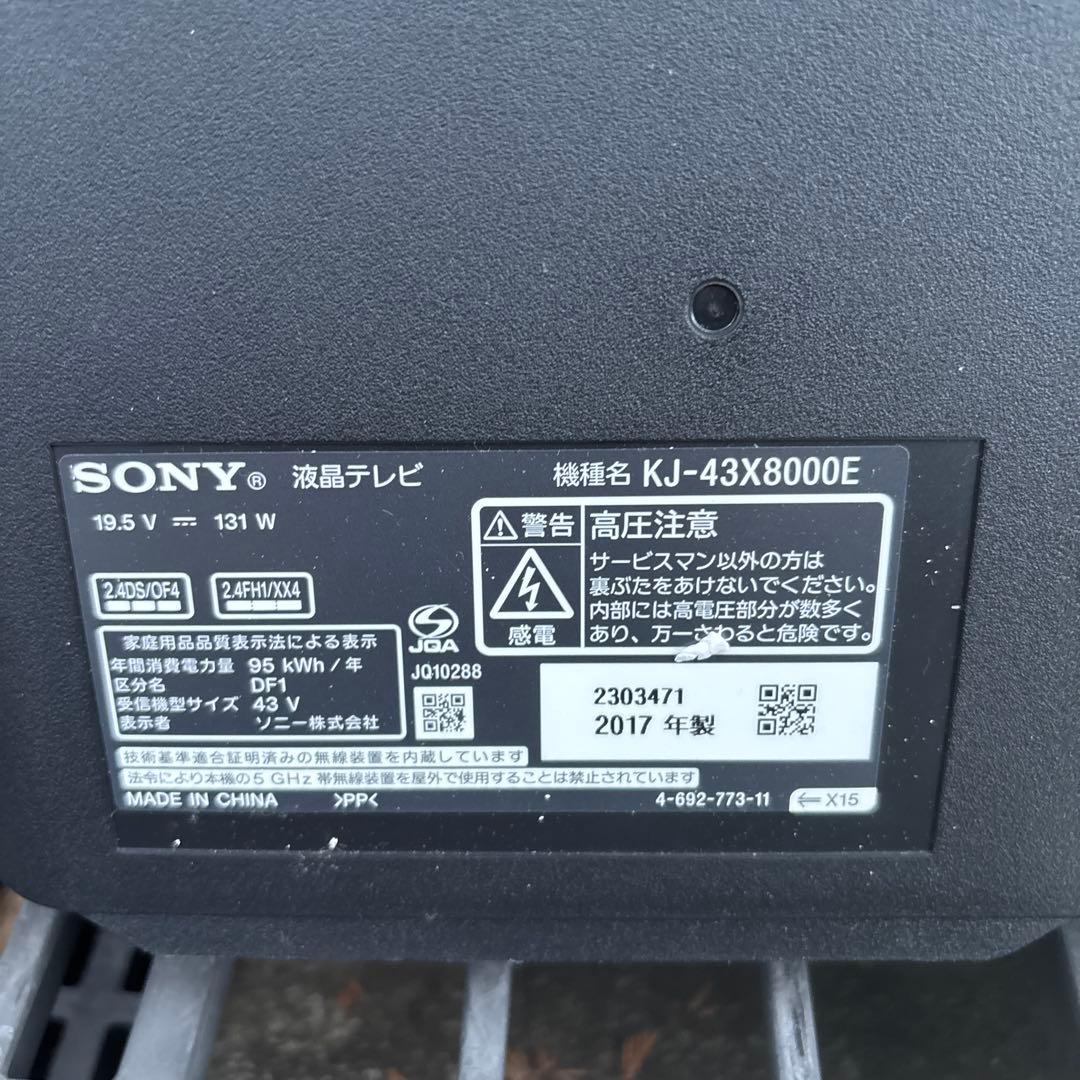 SONY® 液晶テレビ 機種名 KJ-43X8000E
19.5 V ⎓ 131 W
2.4DS/OF4 2.4FH1/XX4
⚠警告 高圧注意
サービスマン以外の方は
裏ぶたをあけないでください。
内部には高電圧部分が数多く
あり、万一さわると危険です。
感電
家庭用品品質表示法による表示
年間消費電力量 95 kWh / 年
区分名 DF1
受信機型サイズ 43 V
表示者 ソニー株式会社
JQA
JQ10288
2303471
2017 年製
技術基準適合証明済みの無線装置を内蔵しています
法令により本機の5 GHz 帯無線装置を屋外で使用することは禁止されています
MADE IN CHINA >PP< 4-692-773-11 ⇐ X15